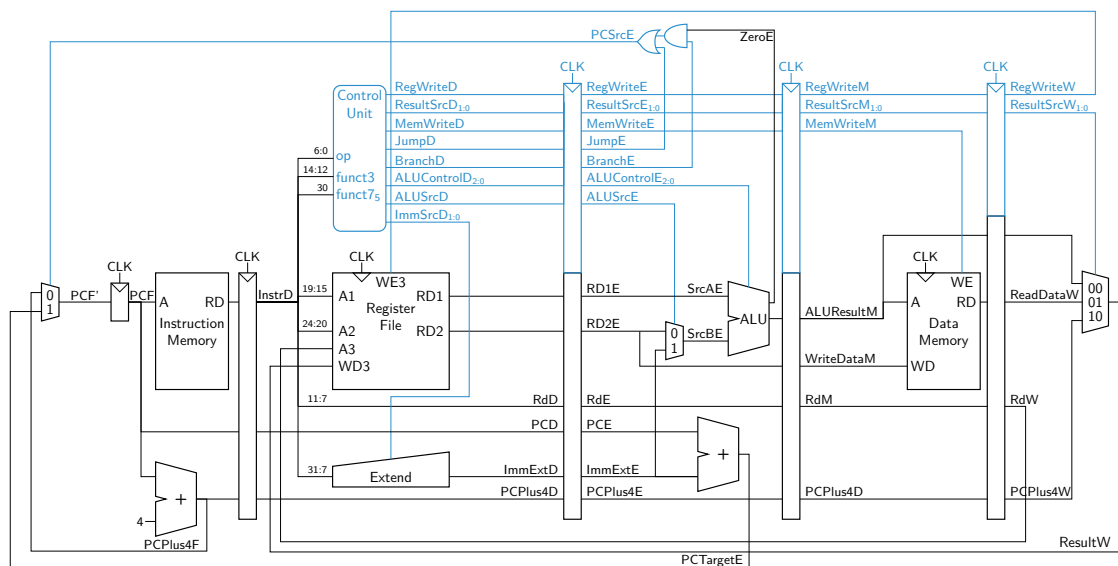 PCSrcE
ZeroE
CLK
CLK
CLK
Control
Unit
op
funct3
funct7₅
6:0
14:12
30
RegWriteD
ResultSrcD₁:₀
MemWriteD
JumpD
BranchD
ALUControlD₂:₀
ALUSrcD
ImmSrcD₁:₀
RegWriteE
ResultSrcE₁:₀
MemWriteE
JumpE
BranchE
ALUControlE₂:₀
ALUSrcE
RegWriteM
ResultSrcM₁:₀
MemWriteM
RegWriteW
ResultSrcW₁:₀
CLK
CLK
CLK
CLK
0
1
PCF'
PCF
A RD
Instruction
Memory
InstrD
19:15
24:20
WE3
A1 RD1
Register
File
A2 RD2
A3
WD3
RD1E
RD2E
0
1
SrcAE
SrcBE
ALU
ALUResultM
WriteDataM
WE
A RD
Data
Memory
WD
ReadDataW
00
01
10
11:7
RdD
RdE
RdM
RdW
PCD
PCE
+
31:7
Extend
ImmExtD
ImmExtE
+
4
PCPlus4D
PCPlus4E
PCPlus4D
PCPlus4W
PCPlus4F
PCTargetE
ResultW